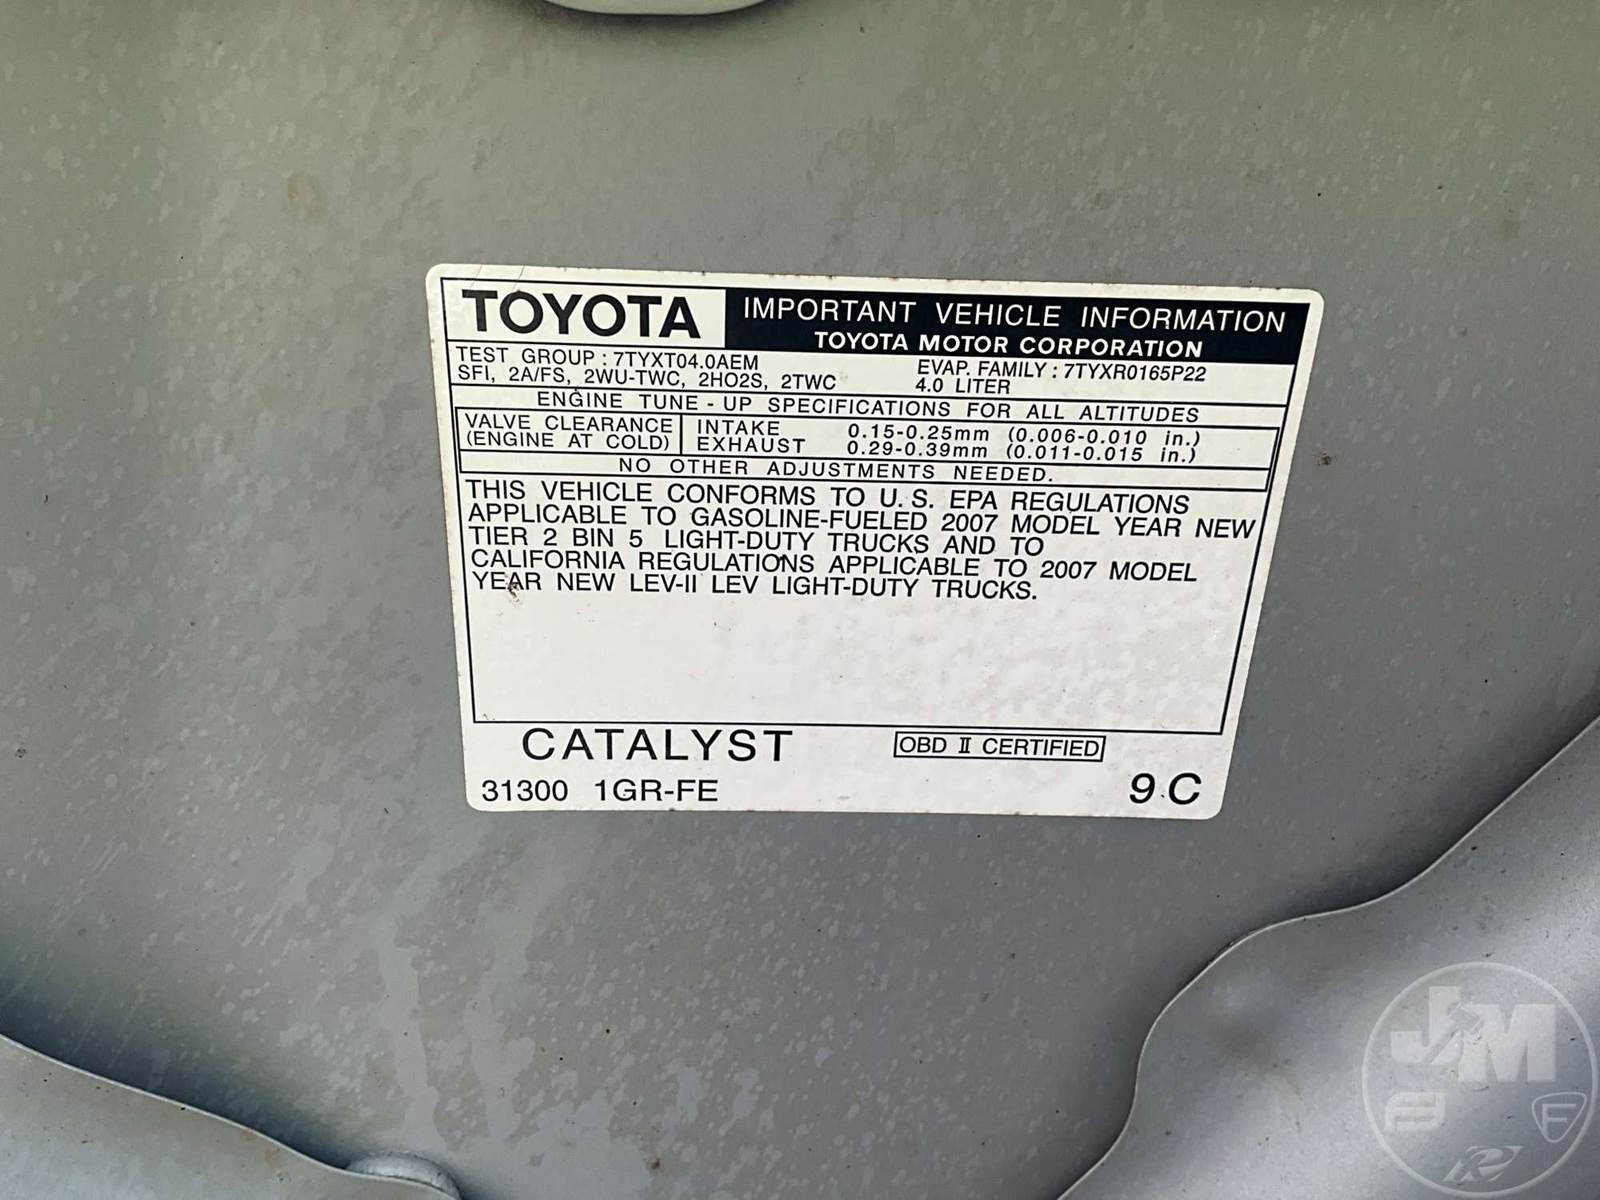 TOYOTA IMPORTANT VEHICLE INFORMATION
TOYOTA MOTOR CORPORATION
TEST GROUP : 7TYXT04.0AEM EVAP. FAMILY : 7TYXR0165P22
SFI, 2A/FS, 2WU-TWC, 2HO2S, 2TWC 4.0 LITER
ENGINE TUNE - UP SPECIFICATIONS FOR ALL ALTITUDES
VALVE CLEARANCE INTAKE 0.15-0.25mm (0.006-0.010 in.)
(ENGINE AT COLD) EXHAUST 0.29-0.39mm (0.011-0.015 in.)
NO OTHER ADJUSTMENTS NEEDED.
THIS VEHICLE CONFORMS TO U.S. EPA REGULATIONS
APPLICABLE TO GASOLINE-FUELED 2007 MODEL YEAR NEW
TIER 2 BIN 5 LIGHT-DUTY TRUCKS AND TO
CALIFORNIA REGULATIONS APPLICABLE TO 2007 MODEL
YEAR NEW LEV-II LEV LIGHT-DUTY TRUCKS.
CATALYST OBD II CERTIFIED
31300 1GR-FE 9 C
JM